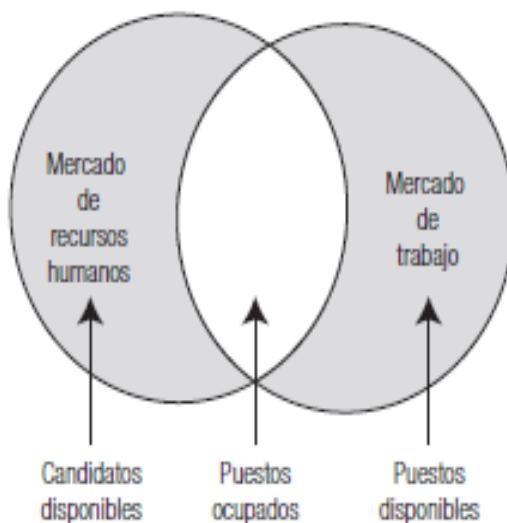 Mercado
de
recursos
humanos
Mercado
de
trabajo
Candidatos
disponibles
Puestos
ocupados
Puestos
disponibles